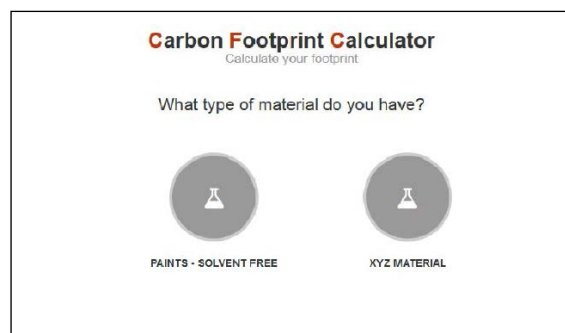 Carbon Footprint Calculator
Calculate your footprint
What type of material do you have?
PAINTS - SOLVENT FREE
XYZ MATERIAL